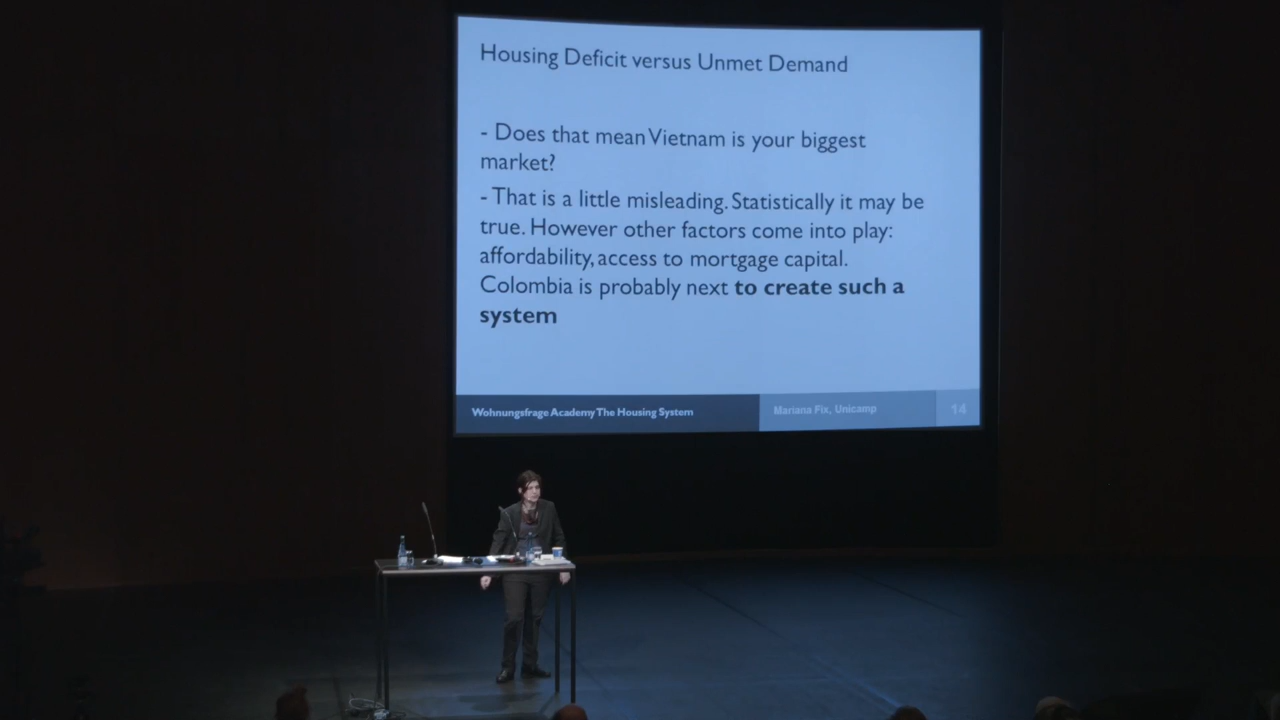 Housing Deficit versus Unmet Demand
- Does that mean Vietnam is your biggest
market?
- That is a little misleading. Statistically it may be
true. However other factors come into play:
affordability, access to mortgage capital.
Colombia is probably next to create such a
system
Wohnungsfrage Academy The Housing System
Mariana Fix, Unicamp
14